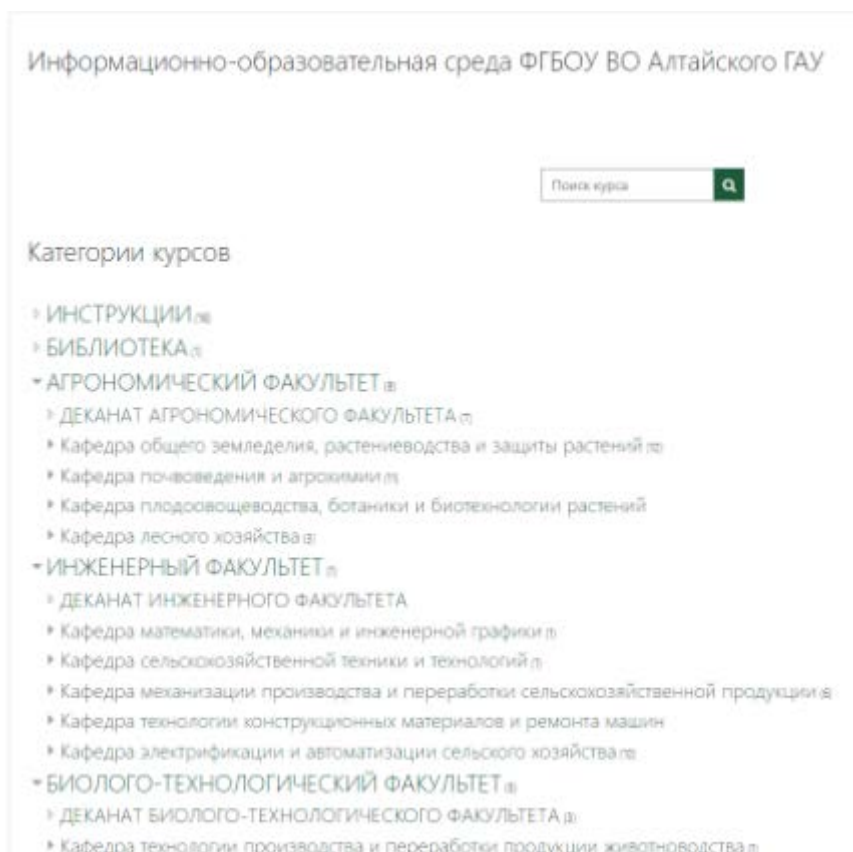 Информационно-образовательная среда ФГБОУ ВО Алтайского ГАУ
Поиск курса
Категории курсов
ИНСТРУКЦИИ
БИБЛИОТЕКА (1)
АГРОНОМИЧЕСКИЙ ФАКУЛЬТЕТ
ДЕКАНАТ АГРОНОМИЧЕСКОГО ФАКУЛЬТЕТА (7)
Кафедра общего земледелия, растениеводства и защиты растений
Кафедра почвоведения и агрохимии
Кафедра плодоовощеводства, ботаники и биотехнологии растений
Кафедра лесного хозяйства
ИНЖЕНЕРНЫЙ ФАКУЛЬТЕТ (1)
ДЕКАНАТ ИНЖЕНЕРНОГО ФАКУЛЬТЕТА
Кафедра математики, механики и инженерной графики
Кафедра сельскохозяйственной техники и технологий
Кафедра механизации производства и переработки сельскохозяйственной продукции
Кафедра технологии конструкционных материалов и ремонта машин
Кафедра электрификации и автоматизации сельского хозяйства
БИОЛОГО-ТЕХНОЛОГИЧЕСКИЙ ФАКУЛЬТЕТ
ДЕКАНАТ БИОЛОГО-ТЕХНОЛОГИЧЕСКОГО ФАКУЛЬТЕТА
Кафедра технологии производства и переработки продукции животноводства